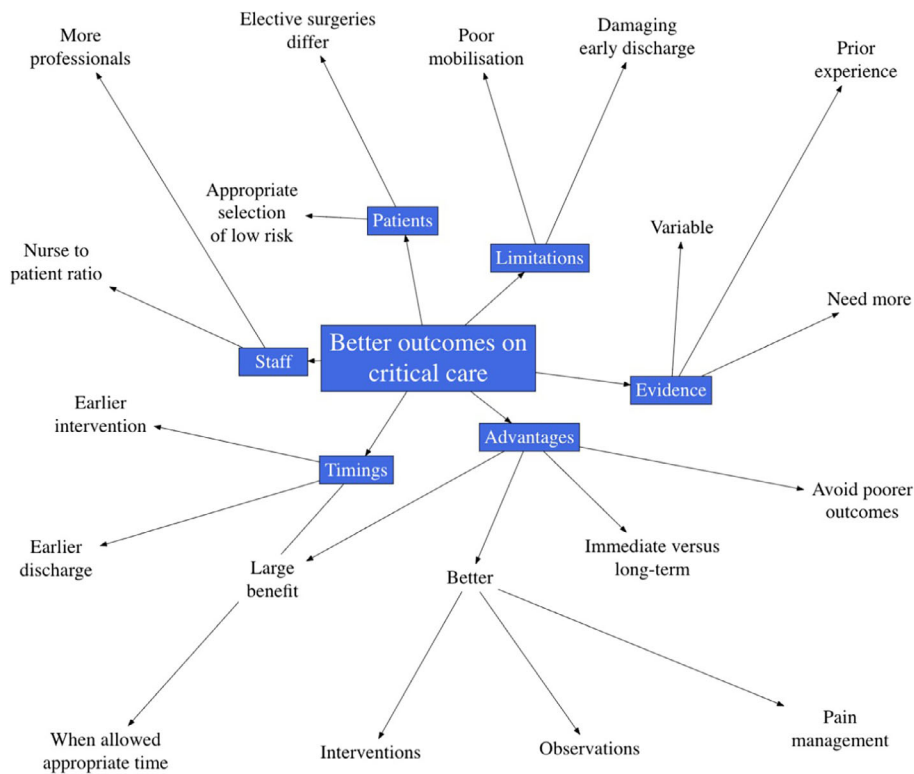 More
professionals
Elective surgeries
differ
Poor
mobilisation
Damaging
early discharge
Prior
experience
Appropriate
selection
of low risk
Patients
Variable
Limitations
Nurse to
patient ratio
Need more
Better outcomes on
critical care
Staff
Evidence
Earlier
intervention
Advantages
Timings
Avoid poorer
outcomes
Earlier
discharge
Large
benefit
Immediate versus
long-term
Better
When allowed
appropriate time
Interventions
Observations
Pain
management